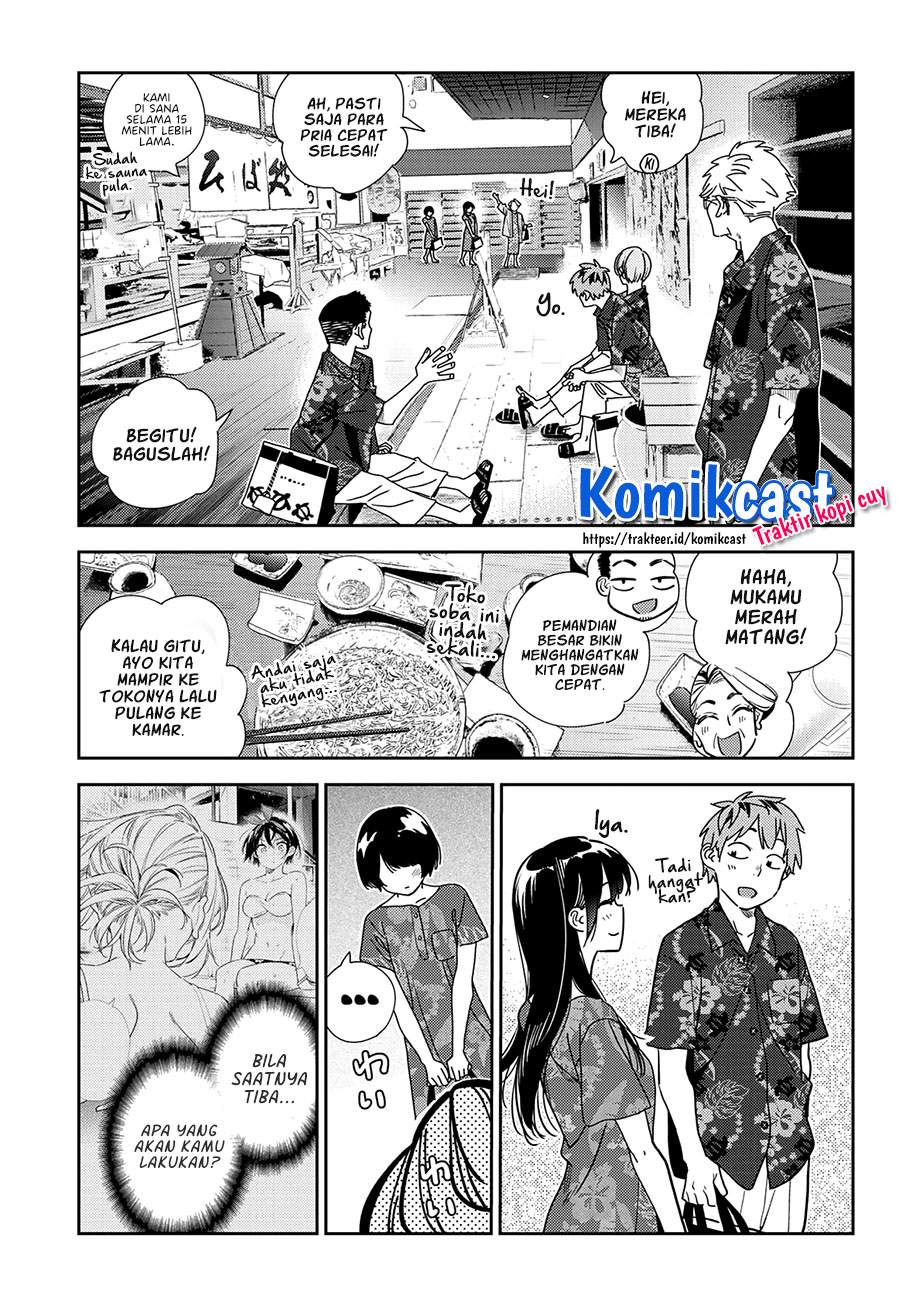 HEI,
MEREKA
TIBA!
AH, PASTI
SAJA PARA
PRIA CEPAT
SELESAI!
KAMI
DI SANA
SELAMA 15
MENIT LEBIH
LAMA.
Sudah
ke sauna
pula.
Hei!
Yo.
BEGITU!
BAGUSLAH!
Komikcast
Traktir kopi cuy
https://trakteer.id/komikcast
HAHA,
MUKAMU
MERAH
MATANG!
PEMANDIAN
BESAR BIKIN
MENGHANGATKAN
KITA DENGAN
CEPAT.
Toko
soba ini
indah
sekali...
Andai saja
aku tidak
kenyang...
KALAU GITU,
AYO KITA
MAMPIR KE
TOKONYA LALU
PULANG KE
KAMAR.
Iya.
Tadi
hangat
kan?
...
わい
わい
BILA
SAATNYA
TIBA...
APA YANG
AKAN KAMU
LAKUKAN?